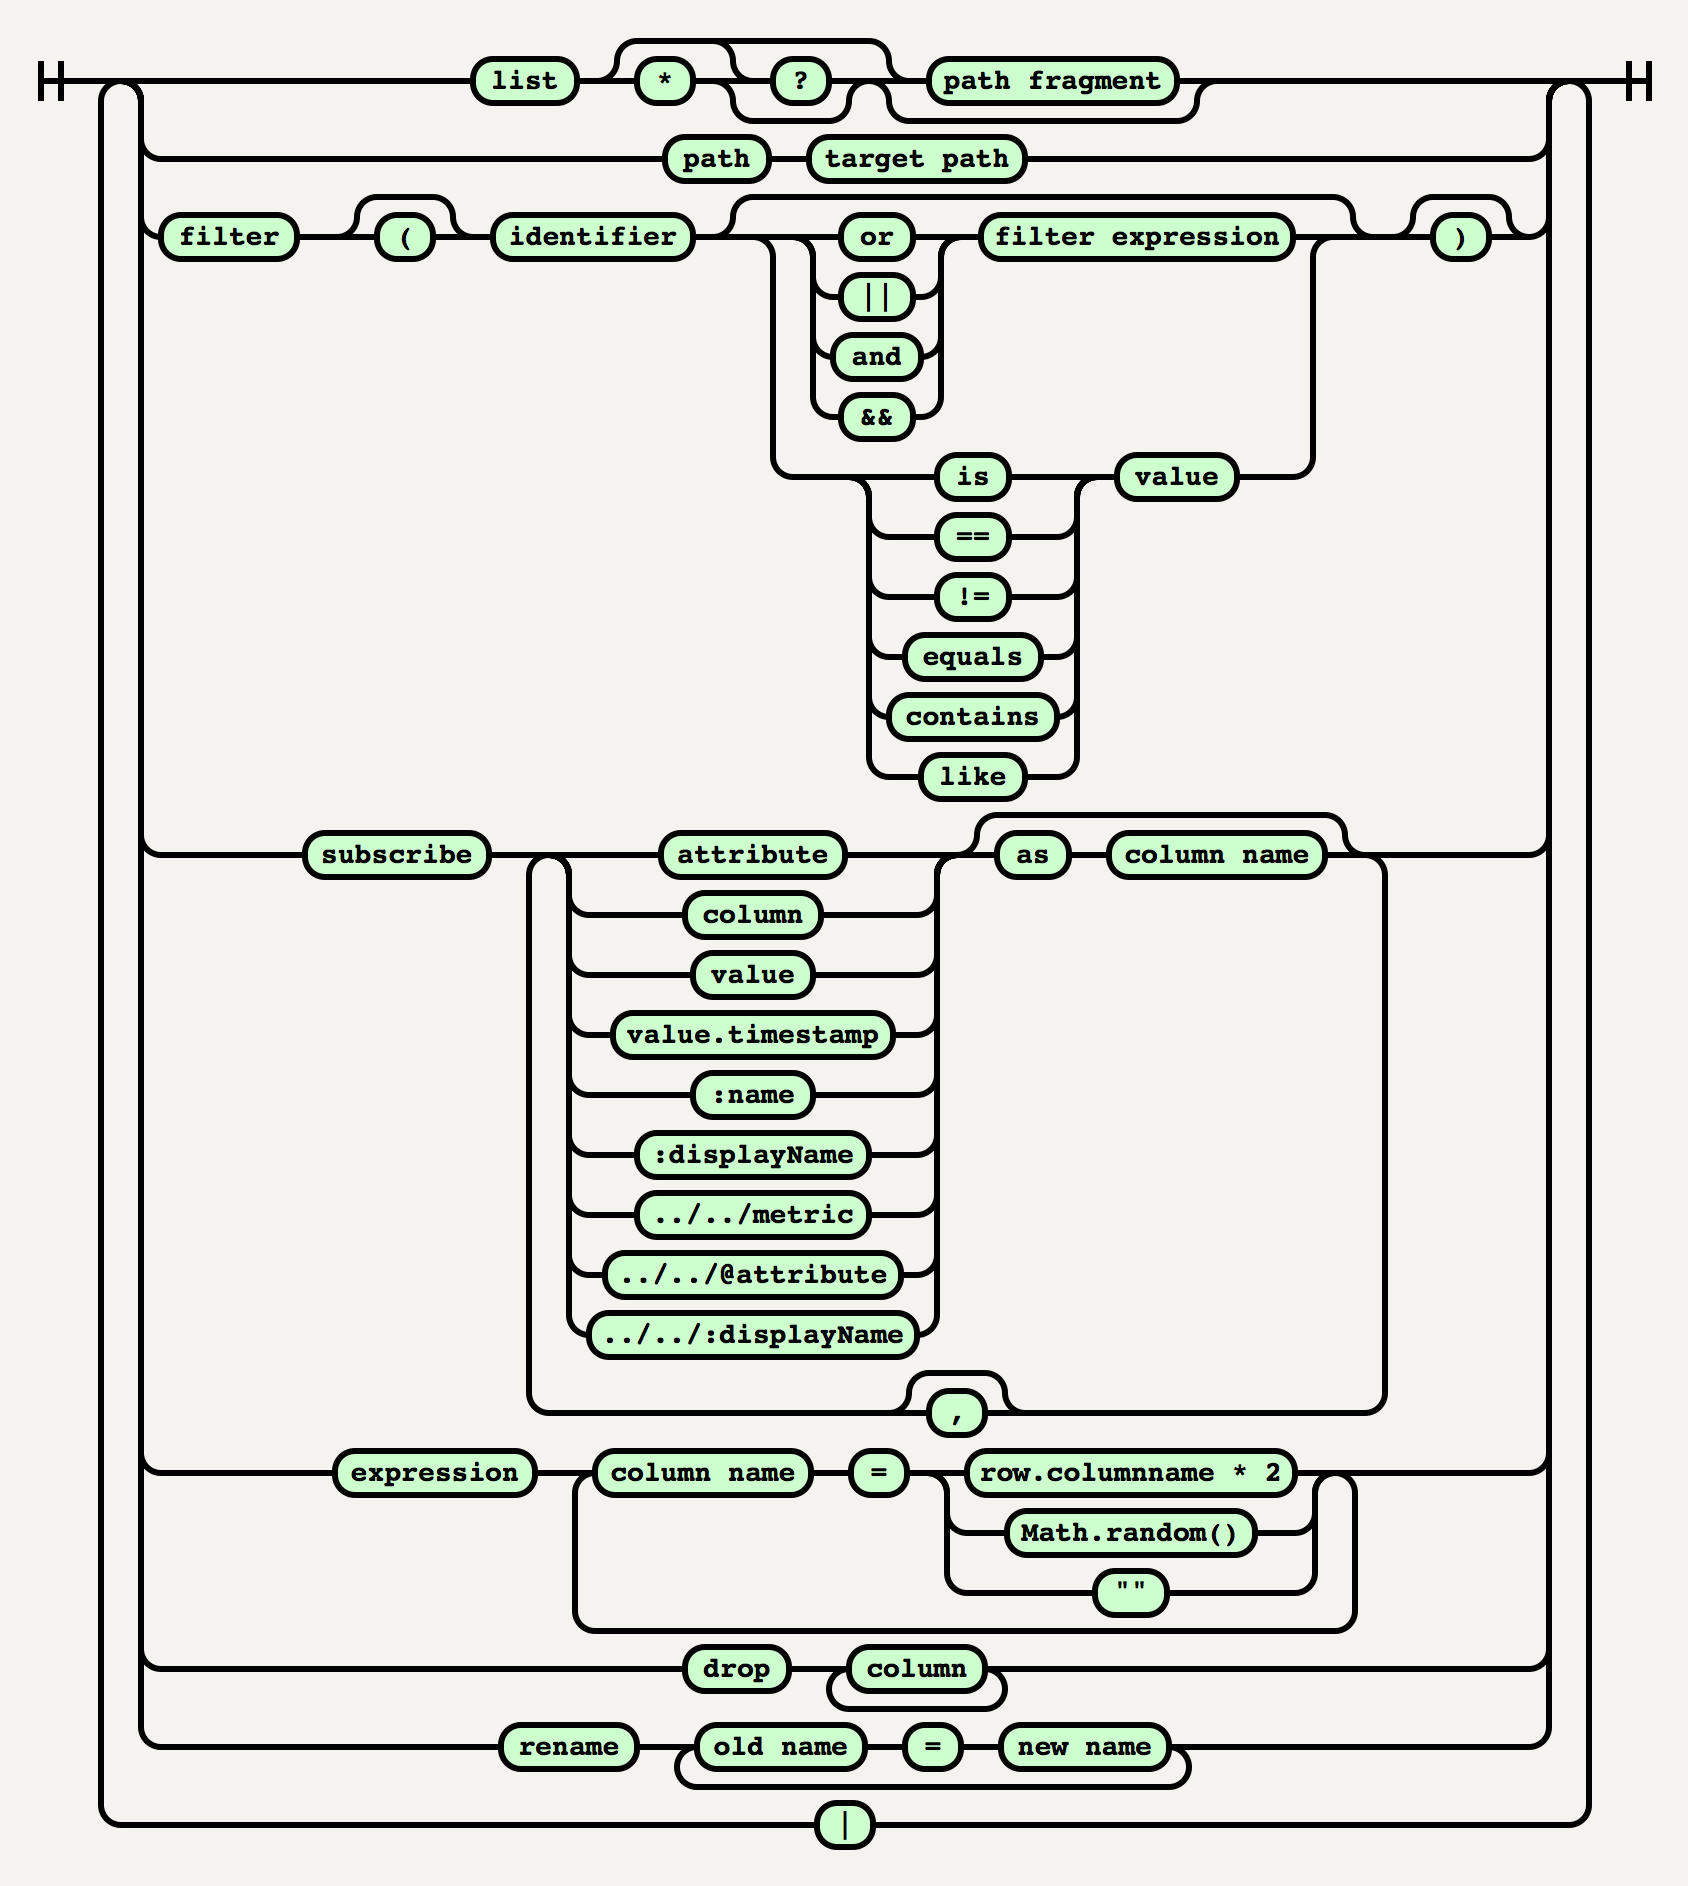 list * ? path fragment
path target path
filter ( identifier or filter expression )
||
and
&&
is value
==
!=
equals
contains
like
subscribe attribute as column name
column
value
value.timestamp
:name
:displayName
../../metric
../../@attribute
../../:displayName
,
expression column name = row.columnname * 2
Math.random()
""
drop column
rename old name = new name
|